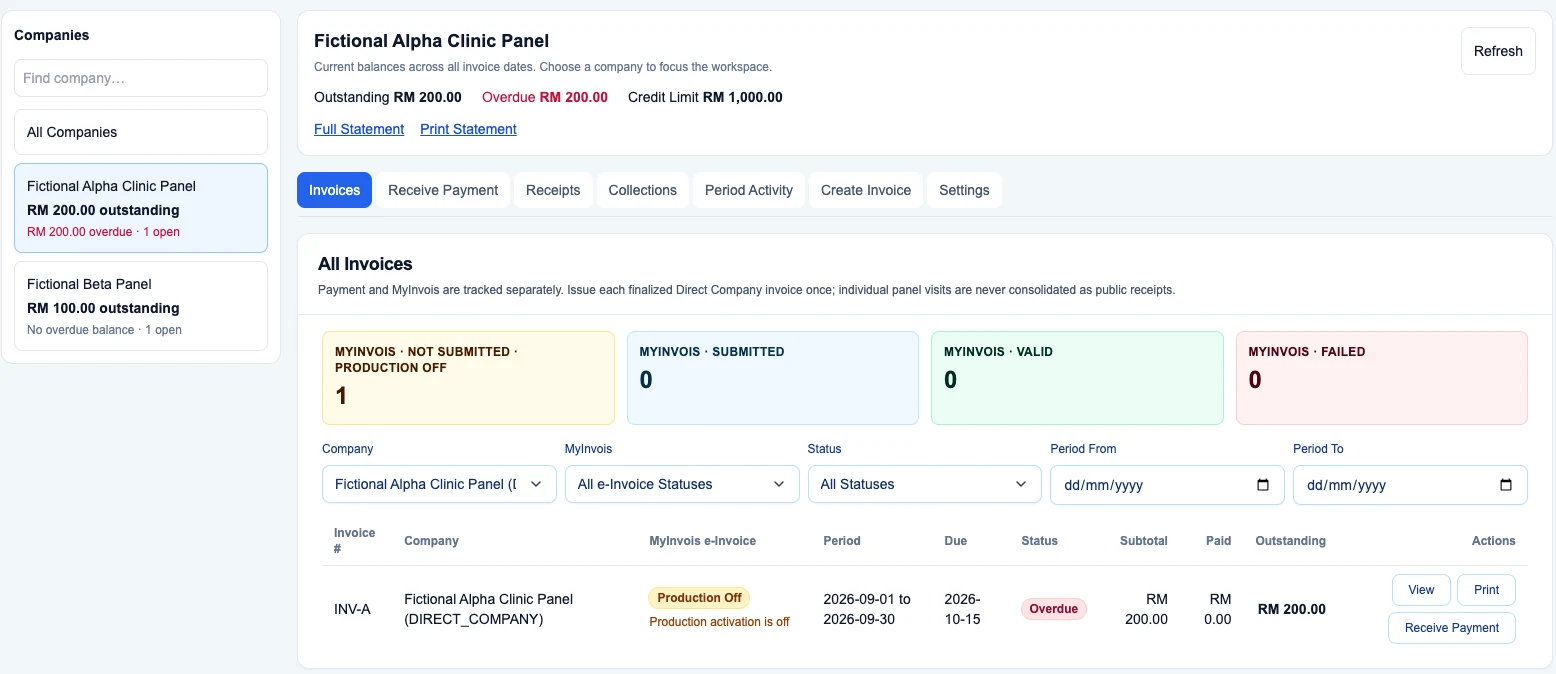 Companies
Find company…
All Companies
Fictional Alpha Clinic Panel
RM 200.00 outstanding
RM 200.00 overdue · 1 open
Fictional Beta Panel
RM 100.00 outstanding
No overdue balance · 1 open
Fictional Alpha Clinic Panel
Current balances across all invoice dates. Choose a company to focus the workspace.
Outstanding RM 200.00 Overdue RM 200.00 Credit Limit RM 1,000.00
Full Statement Print Statement
Refresh
Invoices Receive Payment Receipts Collections Period Activity Create Invoice Settings
All Invoices
Payment and MyInvois are tracked separately. Issue each finalized Direct Company invoice once; individual panel visits are never consolidated as public receipts.
MYINVOIS · NOT SUBMITTED ·
PRODUCTION OFF
1
MYINVOIS · SUBMITTED
0
MYINVOIS · VALID
0
MYINVOIS · FAILED
0
Company MyInvois Status Period From Period To
Fictional Alpha Clinic Panel (D All e-Invoice Statuses All Statuses dd/mm/yyyy dd/mm/yyyy
Invoice
#
Company MyInvois e-Invoice Period Due Status Subtotal Paid Outstanding Actions
INV-A
Fictional Alpha Clinic Panel
(DIRECT_COMPANY)
Production Off
Production activation is off
2026-09-01 to
2026-09-30
2026-
10-15
Overdue
RM
200.00
RM
0.00
RM 200.00
View Print
Receive Payment